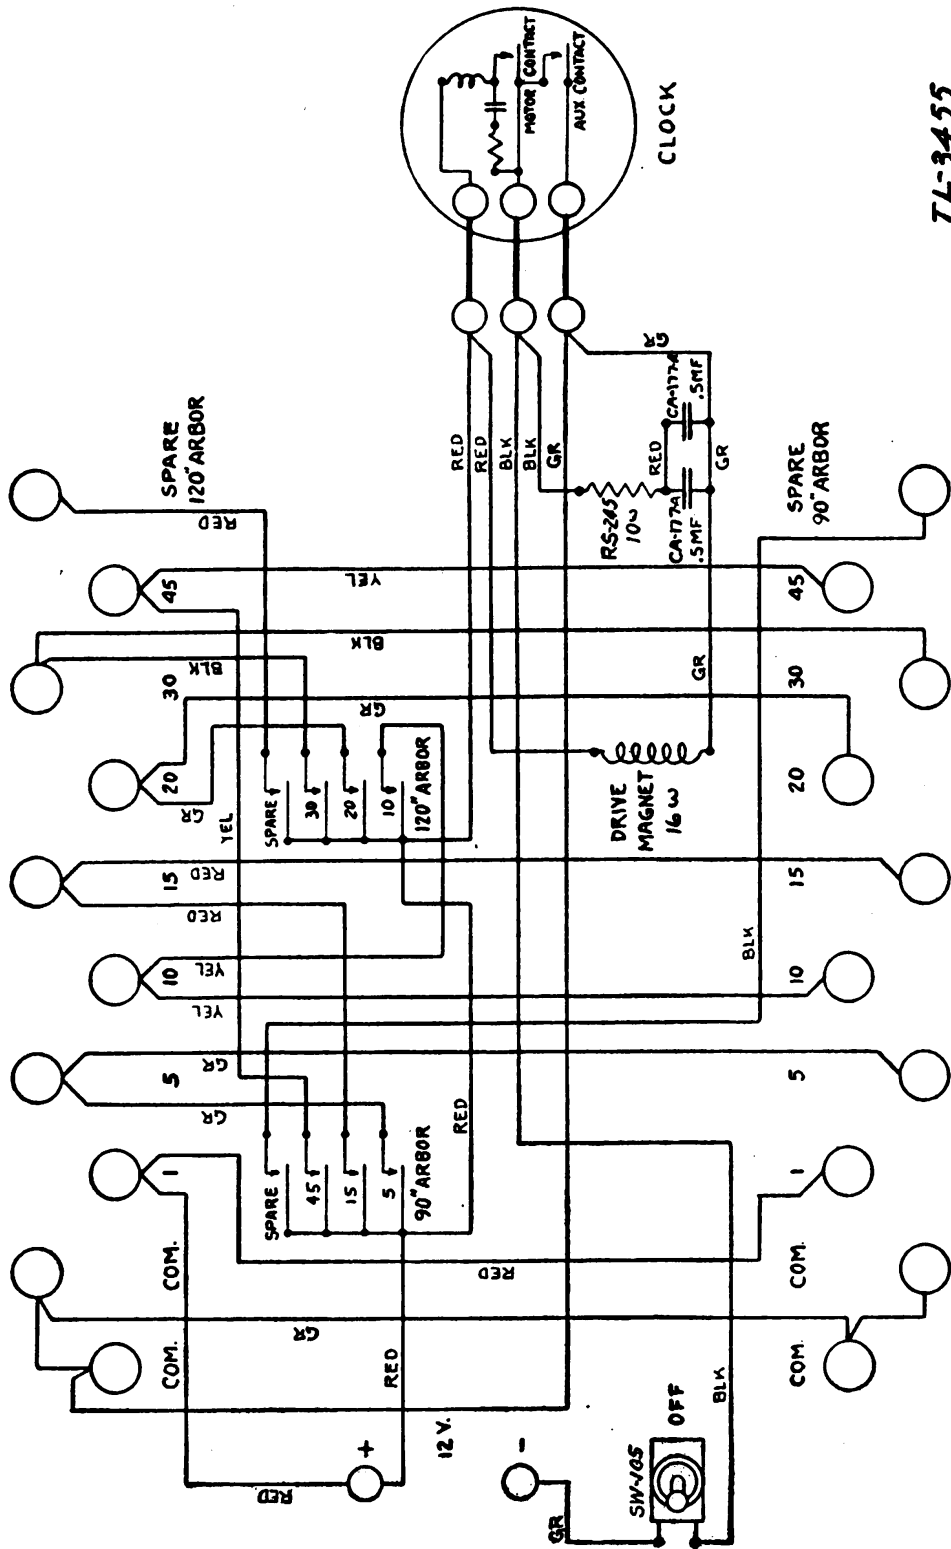 SPARE
120" ARBOR
RED
45
YEL
30
BLK
BLK
20
GR
GR
YEL
15
RED
RED
10
YEL
YEL
5
GR
GR
1
COM.
COM.
RED
GR
RED
SPARE
30
20
10
120" ARBOR
SPARE
45
15
5
90" ARBOR
RED
RED
RED
+
12 V.
-
GR
SW-105
OFF
BLK
BLK
MOTOR CONTACT
AUX CONTACT
CLOCK
RED
RED
BLK
BLK
GR
GR
RS-245
10ω
RED
CA-177A
.5MF
CA-177A
.5MF
GR
GR
DRIVE
MAGNET
16ω
SPARE
90" ARBOR
45
30
20
15
10
5
1
COM.
COM.
TL-3455